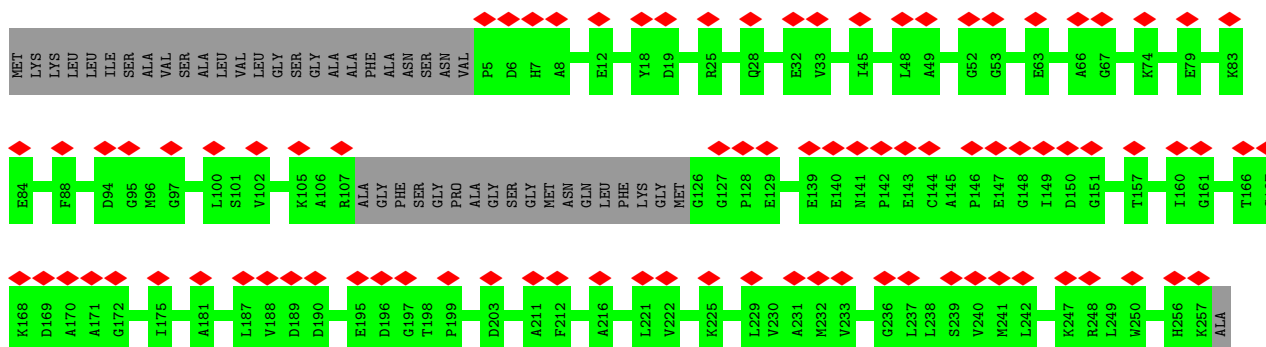 MET LYS LYS LEU LEU ILE SER ALA VAL SER ALA LEU VAL LEU GLY SER GLY ALA ALA PHE ALA ASN SER ASN VAL P5 D6 H7 A8 E12 Y18 D19 R25 Q28 E32 V33 I45 L48 A49 G52 G53 E63 A66 G67 K74 E79 K83
E84 F88 D94 G95 M96 G97 L100 S101 V102 K105 A106 R107 ALA GLY PHE SER GLY PRO ALA GLY SER GLY MET ASN GLN LEU PHE LYS GLY MET G126 G127 P128 E129 E139 E140 N141 P142 E143 C144 A145 P146 E147 G148 I149 D150 G151 T157 I160 G161 T166
K168 D169 A170 A171 G172 I175 A181 L187 V188 D189 D190 E195 D196 G197 T198 P199 D203 A211 F212 A216 L221 V222 K225 L229 V230 A231 M232 V233 G236 L237 L238 S239 V240 M241 L242 K247 R248 L249 W250 H256 K257 ALA